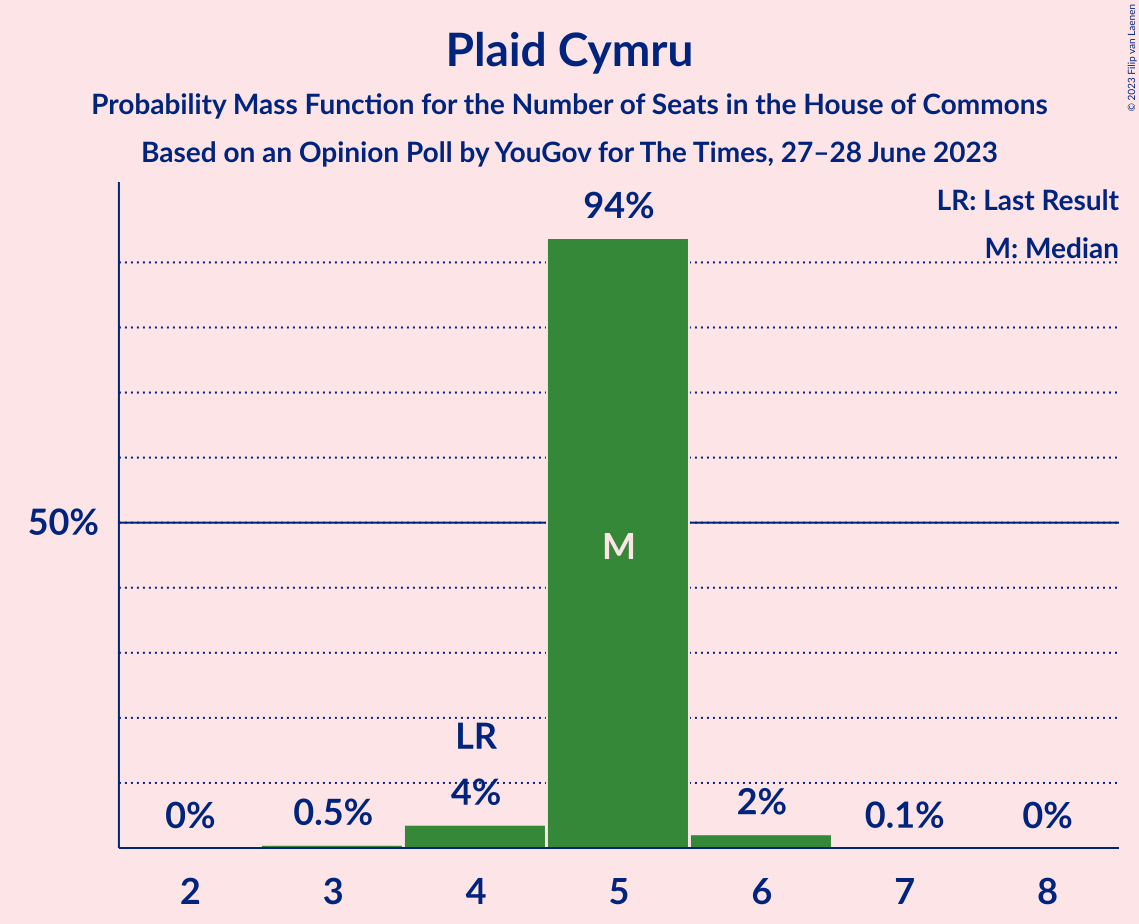 Plaid Cymru
Probability Mass Function for the Number of Seats in the House of Commons
Based on an Opinion Poll by YouGov for The Times, 27–28 June 2023
© 2023 Filip van Laenen
LR: Last Result
M: Median
94%
50%
M
LR
0%
0.5%
4%
2%
0.1%
0%
2 3 4 5 6 7 8